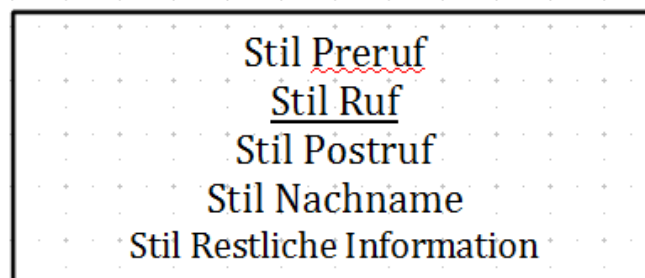 Stil Preruf
Stil Ruf
Stil Postruf
Stil Nachname
Stil Restliche Information